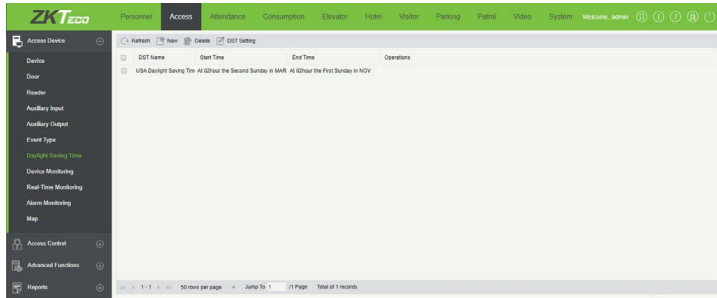 ZKTECO
Personnel Access Attendance Consumption Elevator Hotel Visitor Parking Patrol Video System Welcome, admin
Access Device
Refresh New Delete DST Setting
Device
DST Name Start Time End Time Operations
USA Daylight Saving Tim At 02hour the Second Sunday in MAR At 02hour the First Sunday in NOV
Door
Reader
Auxiliary Input
Auxiliary Output
Event Type
Daylight Saving Time
Device Monitoring
Real-Time Monitoring
Alarm Monitoring
Map
Access Control
Advanced Functions
Reports
1-1 50 rows per page Jump To 1 /1 Page Total of 1 records